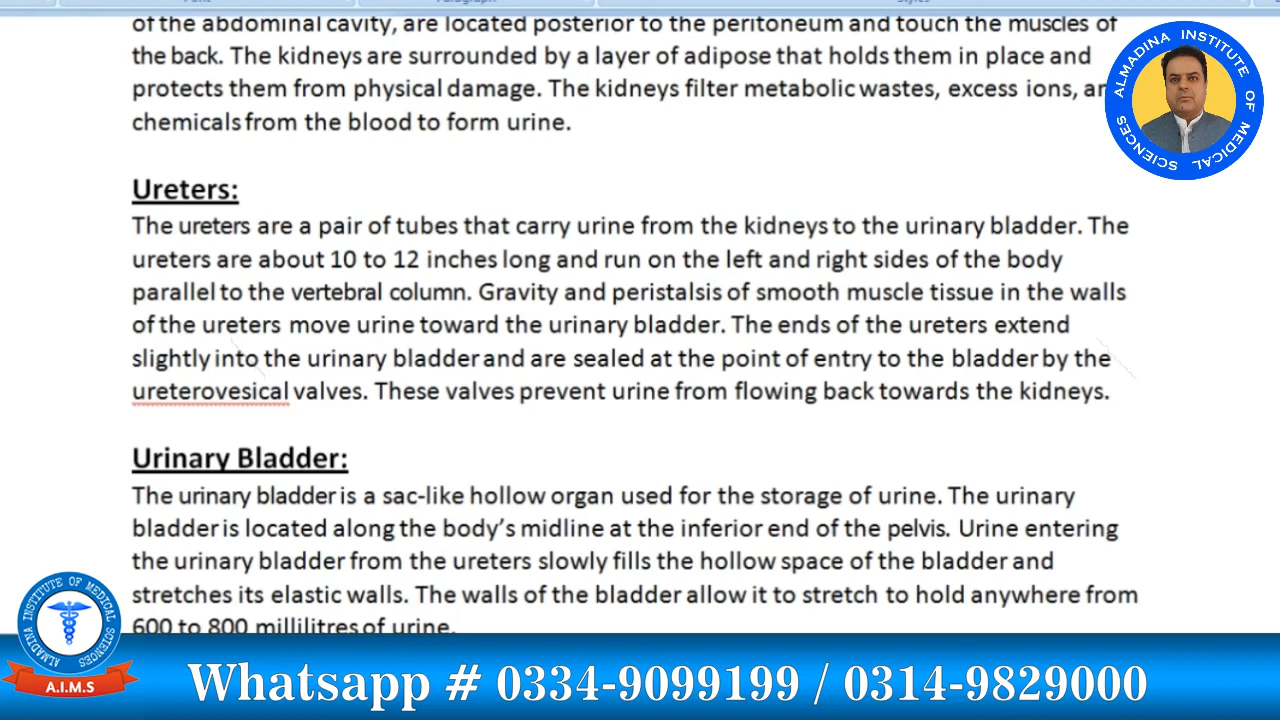 of the abdominal cavity, are located posterior to the peritoneum and touch the muscles of
the back. The kidneys are surrounded by a layer of adipose that holds them in place and
protects them from physical damage. The kidneys filter metabolic wastes, excess ions,
chemicals from the blood to form urine.
ALMADINA INSTITUTE OF MEDICAL SCIENCES
Ureters:
The ureters are a pair of tubes that carry urine from the kidneys to the urinary bladder. The
ureters are about 10 to 12 inches long and run on the left and right sides of the body
parallel to the vertebral column. Gravity and peristalsis of smooth muscle tissue in the walls
of the ureters move urine toward the urinary bladder. The ends of the ureters extend
slightly into the urinary bladder and are sealed at the point of entry to the bladder by the
ureterovesical valves. These valves prevent urine from flowing back towards the kidneys.
Urinary Bladder:
The urinary bladder is a sac-like hollow organ used for the storage of urine. The urinary
bladder is located along the body’s midline at the inferior end of the pelvis. Urine entering
the urinary bladder from the ureters slowly fills the hollow space of the bladder and
stretches its elastic walls. The walls of the bladder allow it to stretch to hold anywhere from
600 to 800 millilitres of urine.
ALMADINA INSTITUTE OF MEDICAL SCIENCES
A.I.M.S
Whatsapp # 0334-9099199 / 0314-9829000